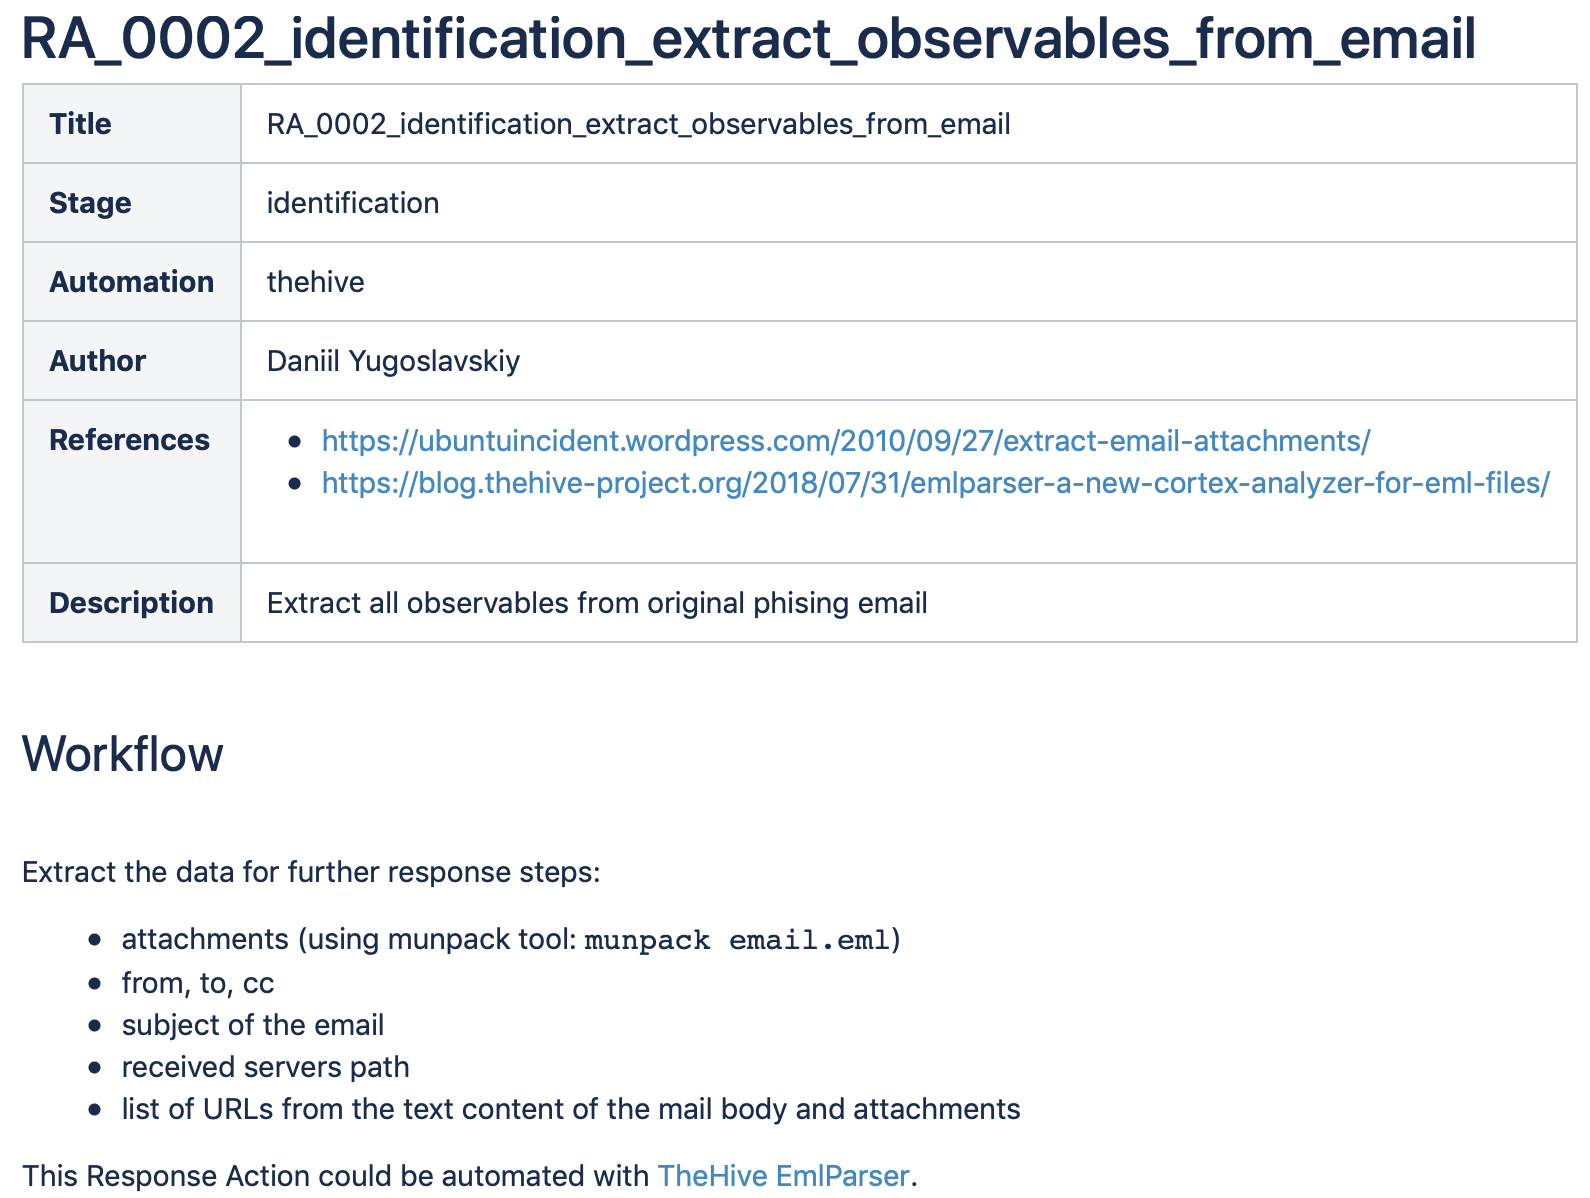 RA_0002_identification_extract_observables_from_email
Title RA_0002_identification_extract_observables_from_email
Stage identification
Automation thehive
Author Daniil Yugoslavskiy
References • https://ubuntuincident.wordpress.com/2010/09/27/extract-email-attachments/
• https://blog.thehive-project.org/2018/07/31/emlparser-a-new-cortex-analyzer-for-eml-files/
Description Extract all observables from original phising email
Workflow
Extract the data for further response steps:
• attachments (using munpack tool: munpack email.eml)
• from, to, cc
• subject of the email
• received servers path
• list of URLs from the text content of the mail body and attachments
This Response Action could be automated with TheHive EmlParser.